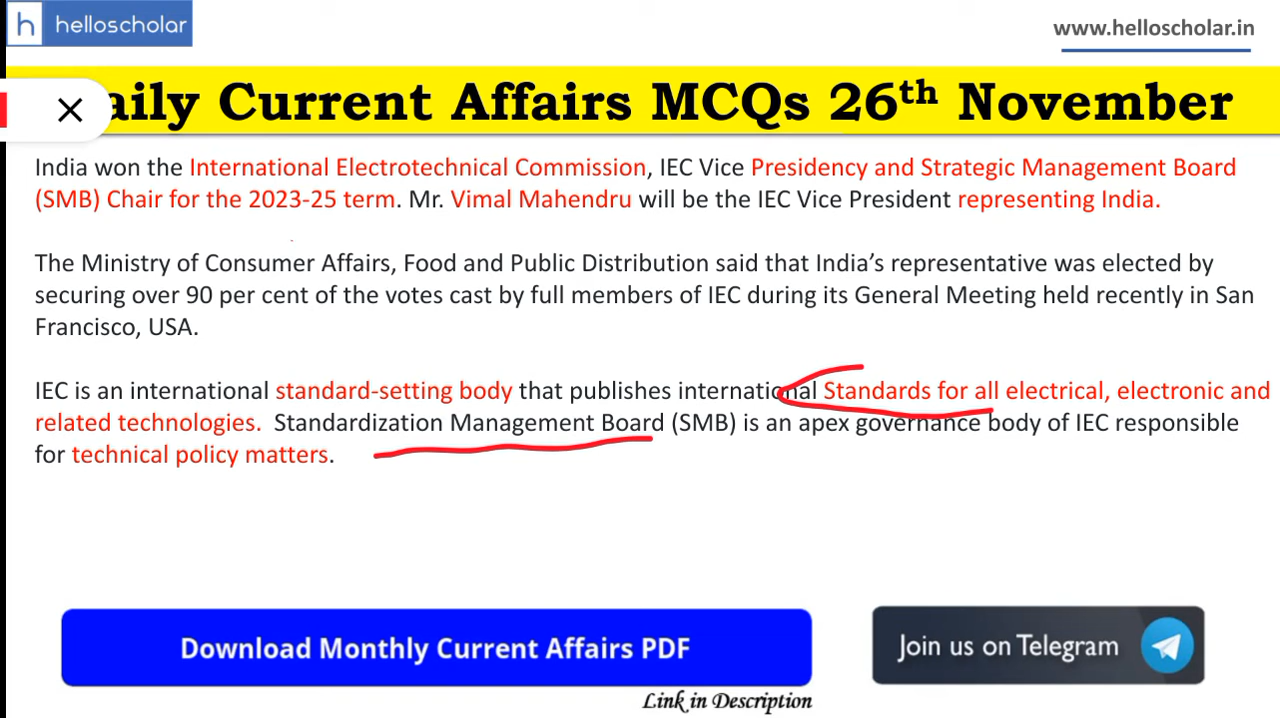 h helloscholar
www.helloscholar.in
aily Current Affairs MCQs 26th November
India won the International Electrotechnical Commission, IEC Vice Presidency and Strategic Management Board
(SMB) Chair for the 2023-25 term. Mr. Vimal Mahendru will be the IEC Vice President representing India.
The Ministry of Consumer Affairs, Food and Public Distribution said that India’s representative was elected by
securing over 90 per cent of the votes cast by full members of IEC during its General Meeting held recently in San
Francisco, USA.
IEC is an international standard-setting body that publishes international Standards for all electrical, electronic and
related technologies. Standardization Management Board (SMB) is an apex governance body of IEC responsible
for technical policy matters.
Download Monthly Current Affairs PDF
Join us on Telegram
Link in Description